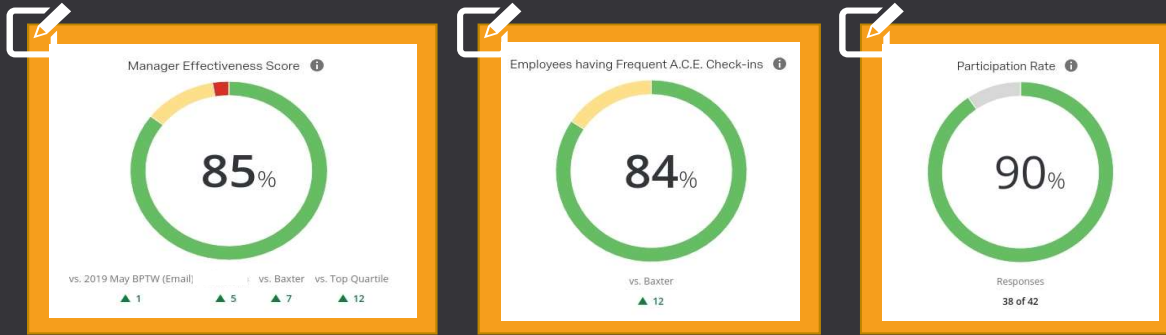 Manager Effectiveness Score
85%
vs. 2019 May BPTW (Email) vs. Baxter vs. Top Quartile
▲ 1 ▲ 5 ▲ 7 ▲ 12
Employees having Frequent A.C.E. Check-ins
84%
vs. Baxter
▲ 12
Participation Rate
90%
Responses
38 of 42